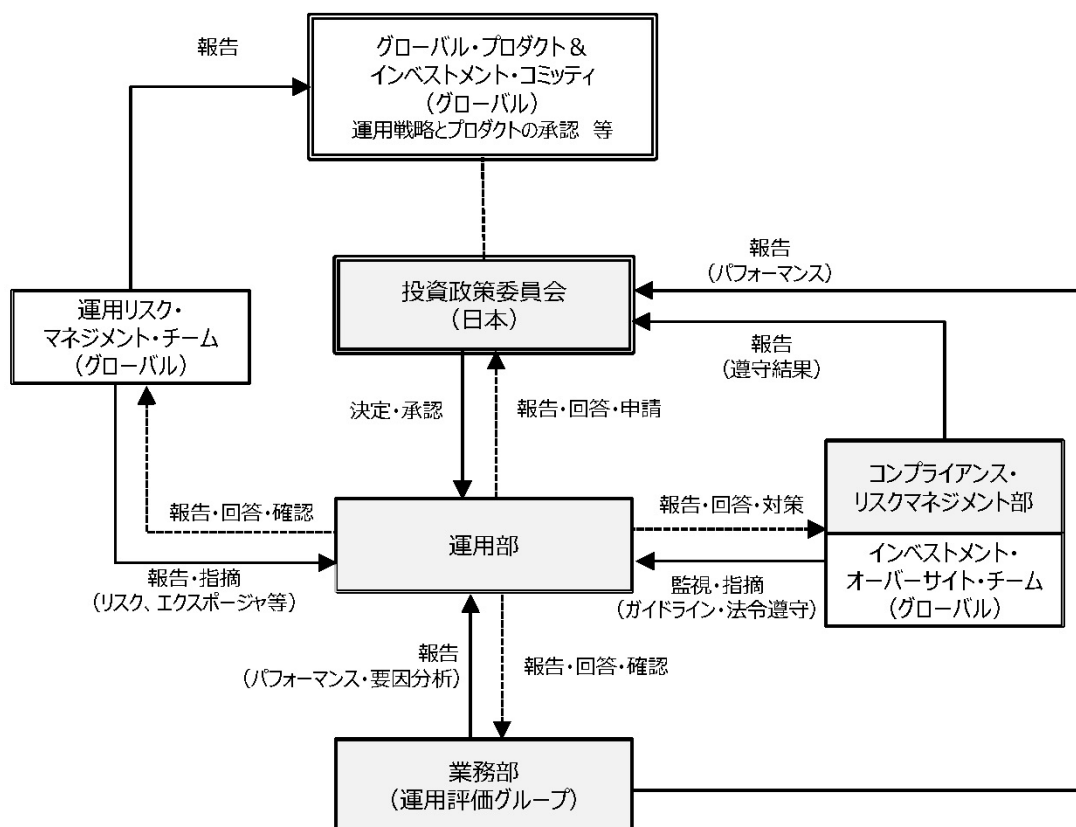 報告
グローバル・プロダクト＆
インベストメント・コミッティ
（グローバル）
運用戦略とプロダクトの承認 等
報告
（パフォーマンス）
投資政策委員会
（日本）
運用リスク・
マネジメント・チーム
（グローバル）
報告
（遵守結果）
決定・承認
報告・回答・申請
コンプライアンス・
リスクマネジメント部
報告・回答・確認
運用部
報告・回答・対策
インベストメント・
オーバーサイト・チーム
（グローバル）
報告・指摘
（リスク、エクスポージャ等）
監視・指摘
（ガイドライン・法令遵守）
報告
（パフォーマンス・要因分析）
報告・回答・確認
業務部
（運用評価グループ）